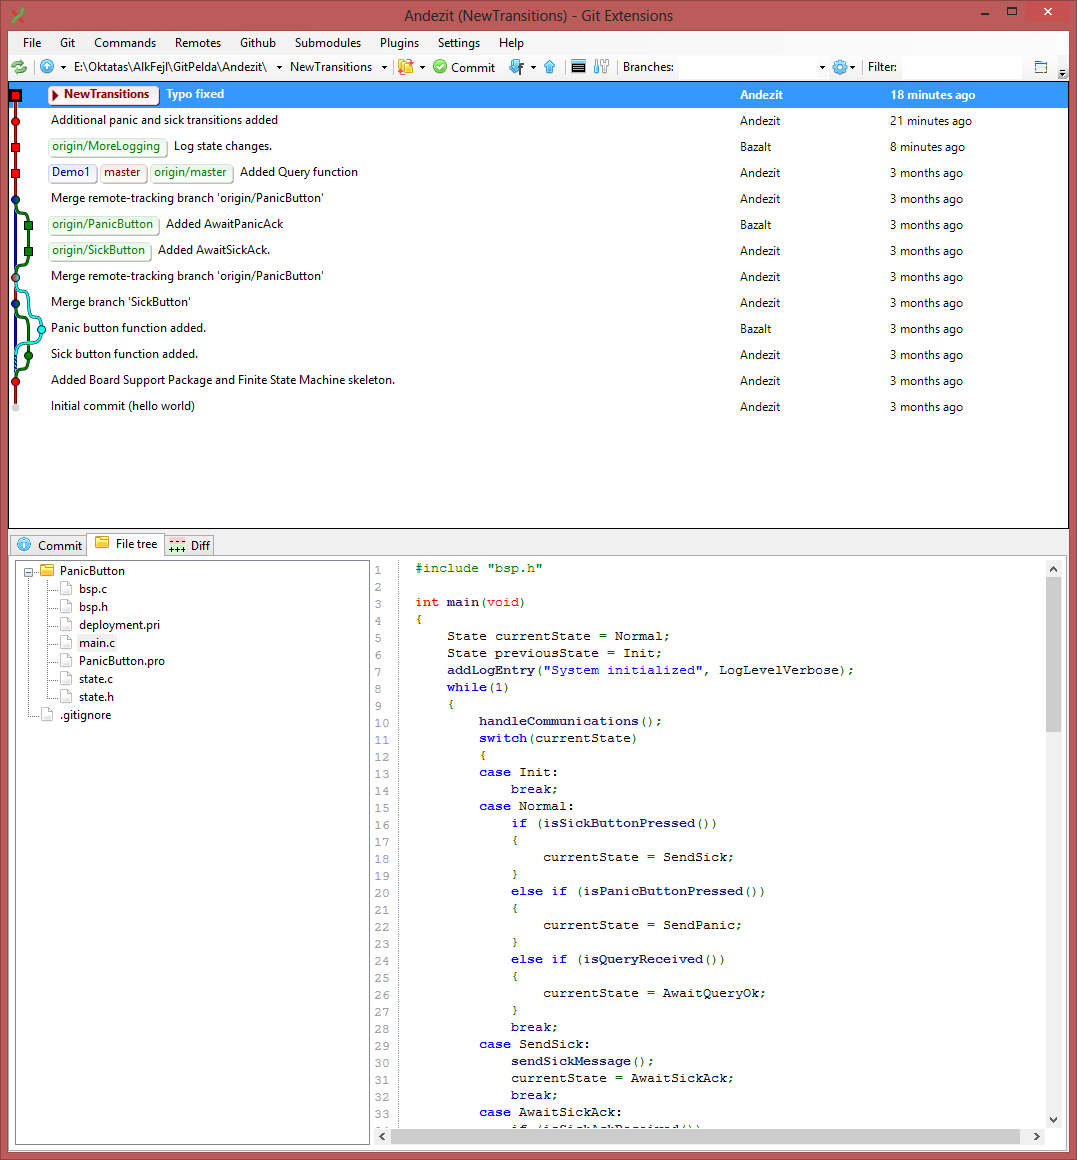 Andezit (NewTransitions) - Git Extensions
File Git Commands Remotes Github Submodules Plugins Settings Help
E:\Oktatas\AlkFejl\GitPelda\Andezit\ NewTransitions Commit Branches: Filter:
NewTransitions Typo fixed Andezit 18 minutes ago
Additional panic and sick transitions added Andezit 21 minutes ago
origin/MoreLogging Log state changes. Bazalt 8 minutes ago
Demo1 master origin/master Added Query function Andezit 3 months ago
Merge remote-tracking branch 'origin/PanicButton' Andezit 3 months ago
origin/PanicButton Added AwaitPanicAck Bazalt 3 months ago
origin/SickButton Added AwaitSickAck. Andezit 3 months ago
Merge remote-tracking branch 'origin/PanicButton' Andezit 3 months ago
Merge branch 'SickButton' Andezit 3 months ago
Panic button function added. Bazalt 3 months ago
Sick button function added. Andezit 3 months ago
Added Board Support Package and Finite State Machine skeleton. Andezit 3 months ago
Initial commit (hello world) Andezit 3 months ago
Commit File tree Diff
PanicButton
bsp.c
bsp.h
deployment.pri
main.c
PanicButton.pro
state.c
state.h
.gitignore
1 #include "bsp.h"
2
3 int main(void)
4 {
5 State currentState = Normal;
6 State previousState = Init;
7 addLogEntry("System initialized", LogLevelVerbose);
8 while(1)
9 {
10 handleCommunications();
11 switch(currentState)
12 {
13 case Init:
14 break;
15 case Normal:
16 if (isSickButtonPressed())
17 {
18 currentState = SendSick;
19 }
20 else if (isPanicButtonPressed())
21 {
22 currentState = SendPanic;
23 }
24 else if (isQueryReceived())
25 {
26 currentState = AwaitQueryOk;
27 }
28 break;
29 case SendSick:
30 sendSickMessage();
31 currentState = AwaitSickAck;
32 break;
33 case AwaitSickAck: